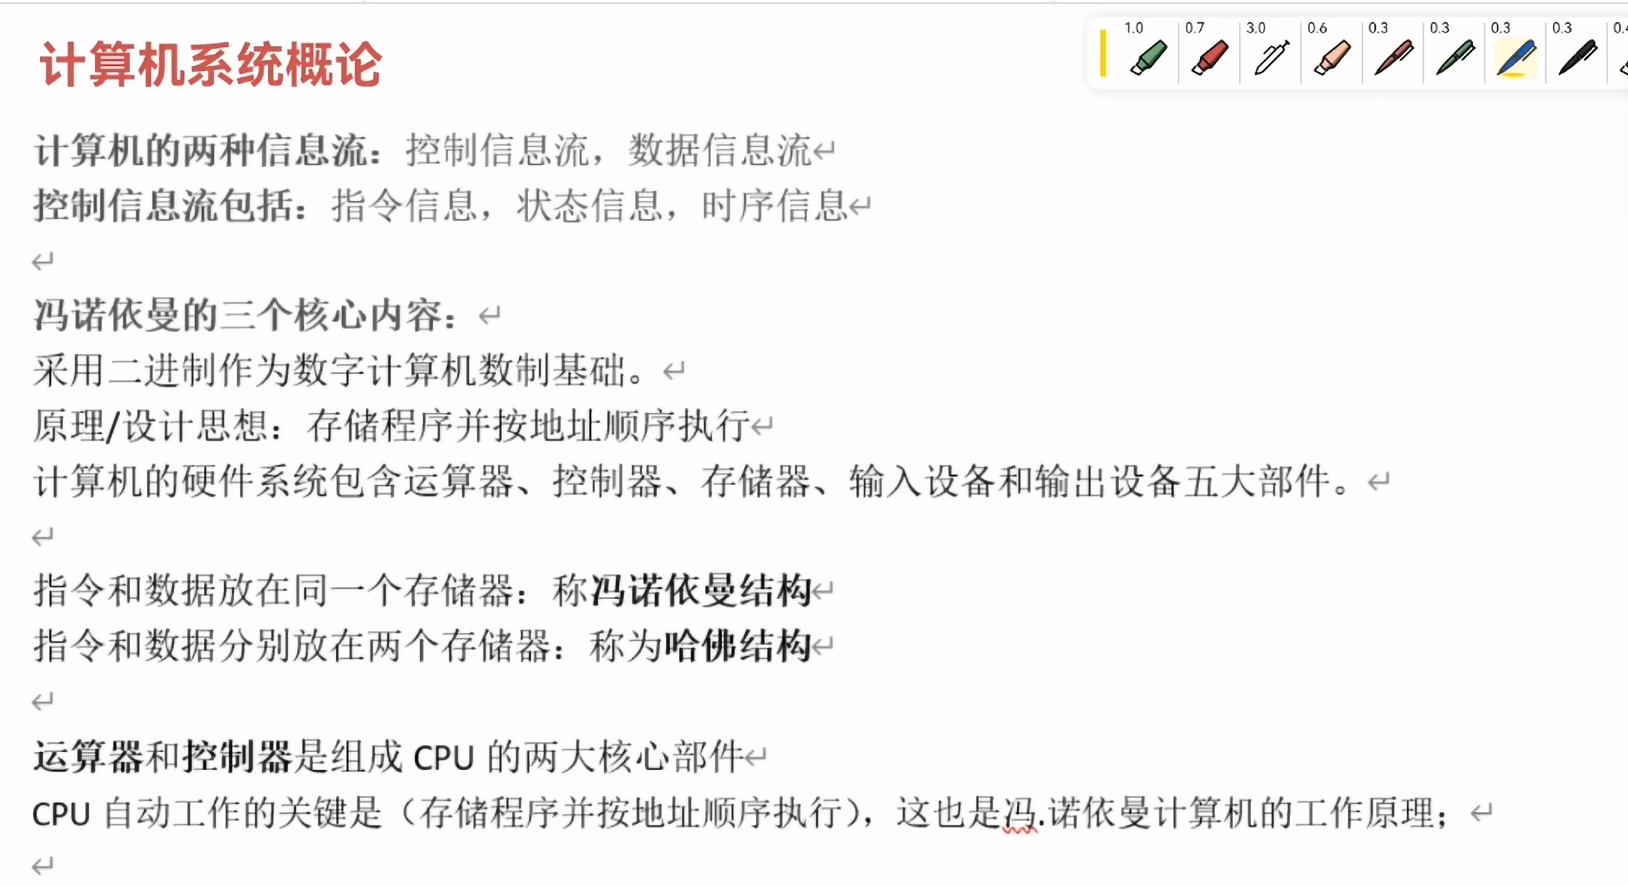 1.0 0.7 3.0 0.6 0.3 0.3 0.3 0.3
计算机系统概论
计算机的两种信息流：控制信息流，数据信息流↵
控制信息流包括：指令信息，状态信息，时序信息↵
↵
冯诺依曼的三个核心内容：↵
采用二进制作为数字计算机数制基础。↵
原理/设计思想：存储程序并按地址顺序执行↵
计算机的硬件系统包含运算器、控制器、存储器、输入设备和输出设备五大部件。↵
↵
指令和数据放在同一个存储器：称冯诺依曼结构↵
指令和数据分别放在两个存储器：称为哈佛结构↵
↵
运算器和控制器是组成 CPU 的两大核心部件↵
CPU 自动工作的关键是（存储程序并按地址顺序执行），这也是冯.诺依曼计算机的工作原理；↵
↵